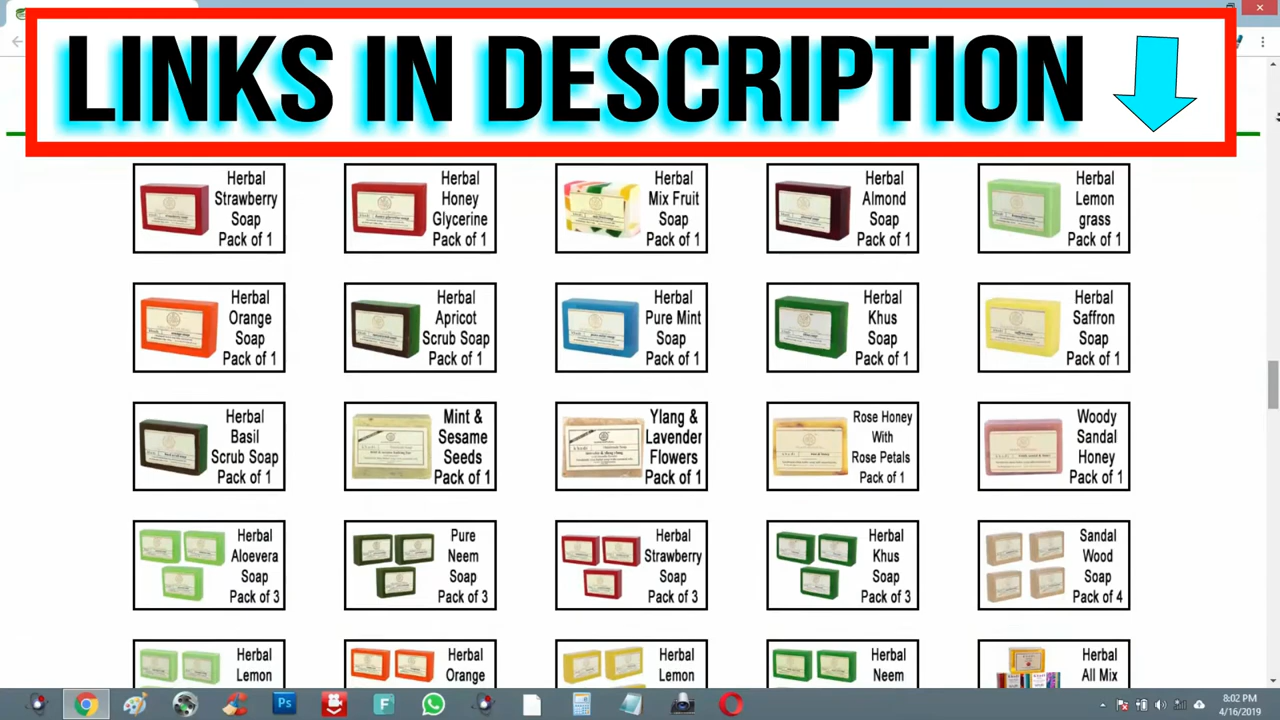 LINKS IN DESCRIPTION
Herbal
Strawberry
Soap
Pack of 1
Herbal
Honey
Glycerine
Pack of 1
Herbal
Mix Fruit
Soap
Pack of 1
Herbal
Almond
Soap
Pack of 1
Herbal
Lemon
grass
Pack of 1
Herbal
Orange
Soap
Pack of 1
Herbal
Apricot
Scrub Soap
Pack of 1
Herbal
Pure Mint
Soap
Pack of 1
Herbal
Khus
Soap
Pack of 1
Herbal
Saffron
Soap
Pack of 1
Herbal
Basil
Scrub Soap
Pack of 1
Mint &
Sesame
Seeds
Pack of 1
Ylang &
Lavender
Flowers
Pack of 1
Rose Honey
With
Rose Petals
Pack of 1
Woody
Sandal
Honey
Pack of 1
Herbal
Aloevera
Soap
Pack of 3
Pure
Neem
Soap
Pack of 3
Herbal
Strawberry
Soap
Pack of 3
Herbal
Khus
Soap
Pack of 3
Sandal
Wood
Soap
Pack of 4
Herbal
Lemon
Herbal
Orange
Herbal
Lemon
Herbal
Neem
Herbal
All Mix
Ps
F
8:02 PM
4/16/2019